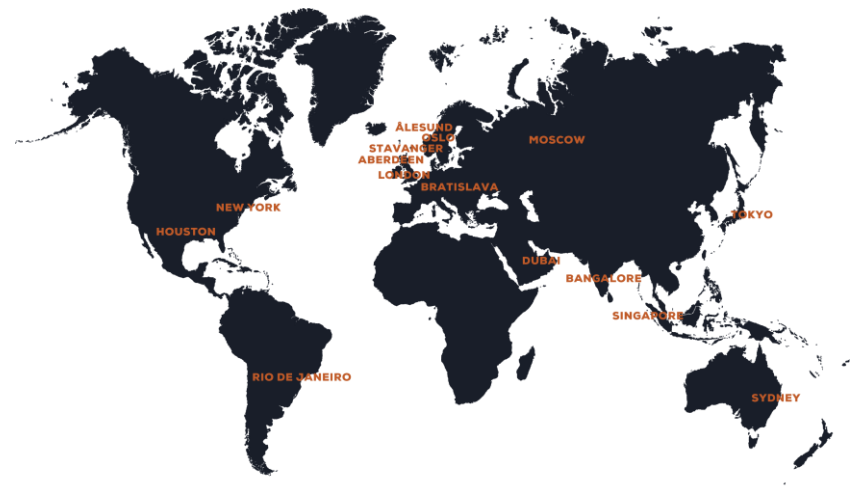 ÅLESUND
OSLO
MOSCOW
STAVANGER
ABERDEEN
LONDON
BRATISLAVA
NEW YORK
TOKYO
HOUSTON
DUBAI
BANGALORE
SINGAPORE
RIO DE JANEIRO
SYDNEY